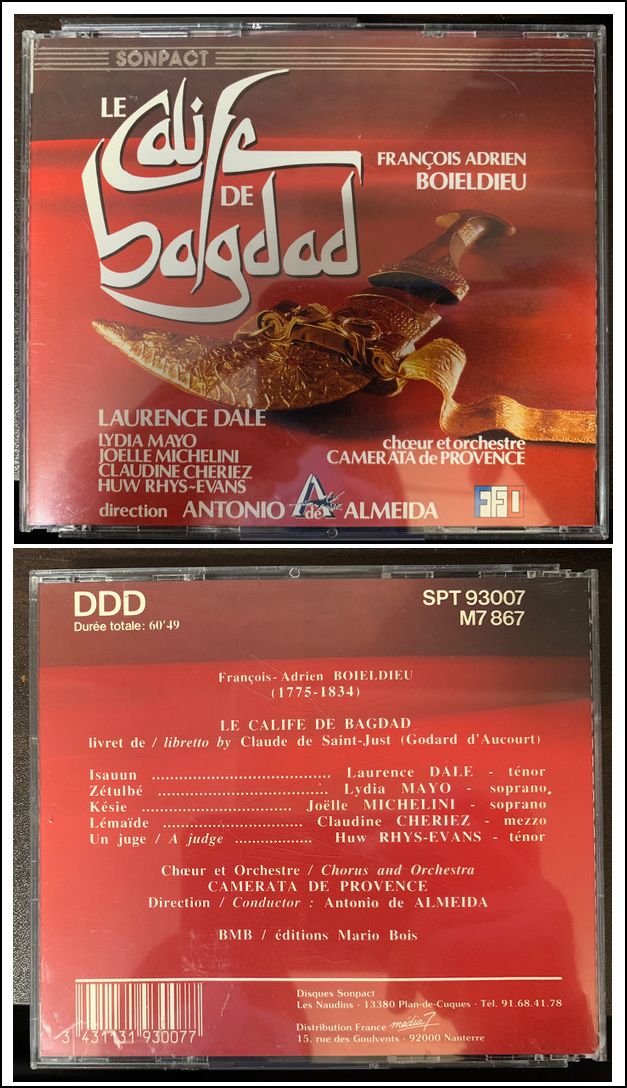 SONPACT
LE Calife
DE
bagdad
FRANÇOIS ADRIEN
BOIELDIEU
LAURENCE DALE
LYDIA MAYO
JOELLE MICHELINI
CLAUDINE CHERIEZ
HUW RHYS-EVANS
chœur et orchestre
CAMERATA de PROVENCE
direction ANTONIO de ALMEIDA
DDD
Durée totale: 60'49
SPT 93007
M7 867
François-Adrien BOIELDIEU
(1775-1834)
LE CALIFE DE BAGDAD
livret de / libretto by Claude de Saint-Just (Godard d'Aucourt)
Isauun ..................................... Laurence DALE - ténor
Zétulbé ................................... Lydia MAYO - soprano
Késie ............................... Joëlle MICHELINI - soprano
Lémaïde ............................. Claudine CHERIEZ - mezzo
Un juge / A judge .................. Huw RHYS-EVANS - ténor
Chœur et Orchestre / Chorus and Orchestra
CAMERATA DE PROVENCE
Direction / Conductor : Antonio de ALMEIDA
BMB / éditions Mario Bois
3 431131 930077
Disques Sonpact
Les Naudins - 13380 Plan-de-Cuques - Tél. 91.68.41.78
Distribution France média 7
15, rue des Goulvents - 92000 Nanterre